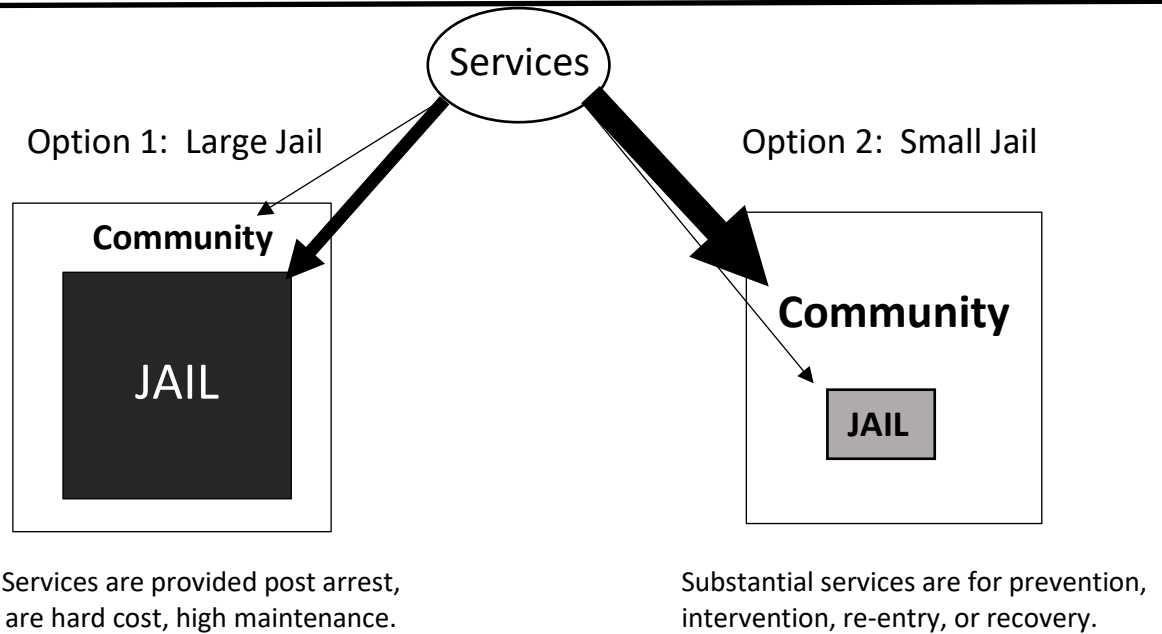 Services
Option 1:  Large Jail
Option 2:  Small Jail
Community
JAIL
Community
JAIL
Services are provided post arrest,
are hard cost, high maintenance.
Substantial services are for prevention,
intervention, re-entry, or recovery.